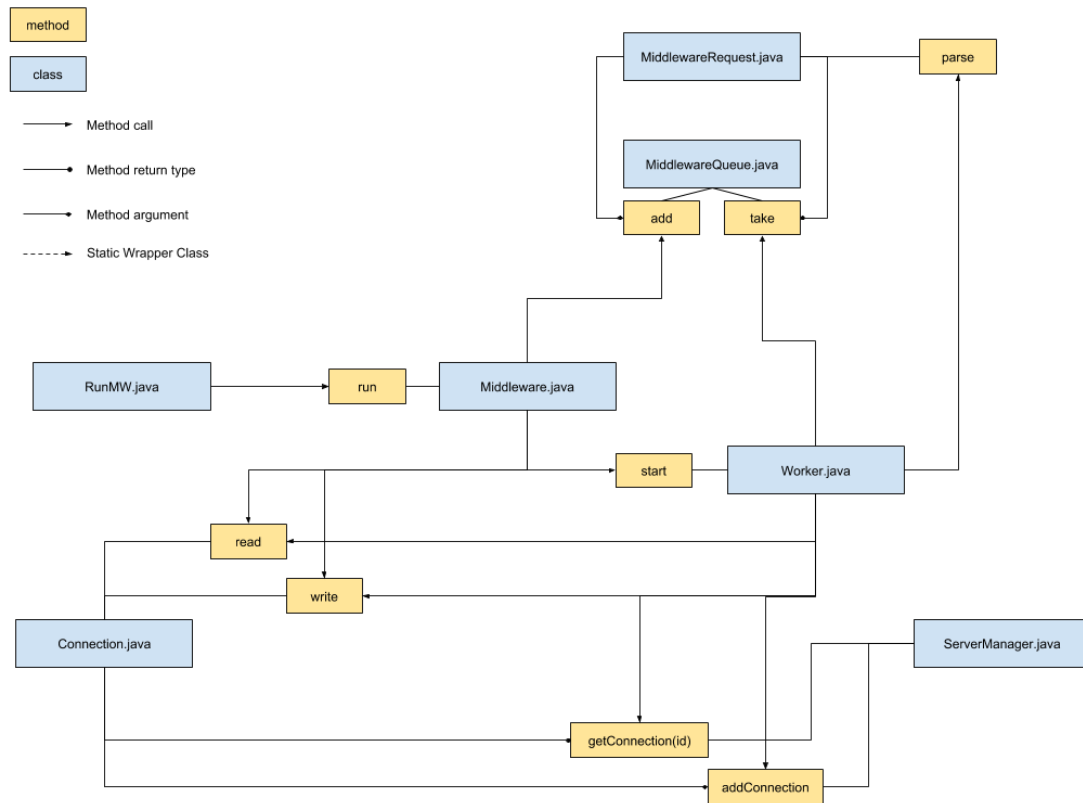 method
class
Method call
Method return type
Method argument
Static Wrapper Class
MiddlewareRequest.java
parse
MiddlewareQueue.java
add
take
RunMW.java
run
Middleware.java
start
Worker.java
read
write
Connection.java
ServerManager.java
getConnection(id)
addConnection